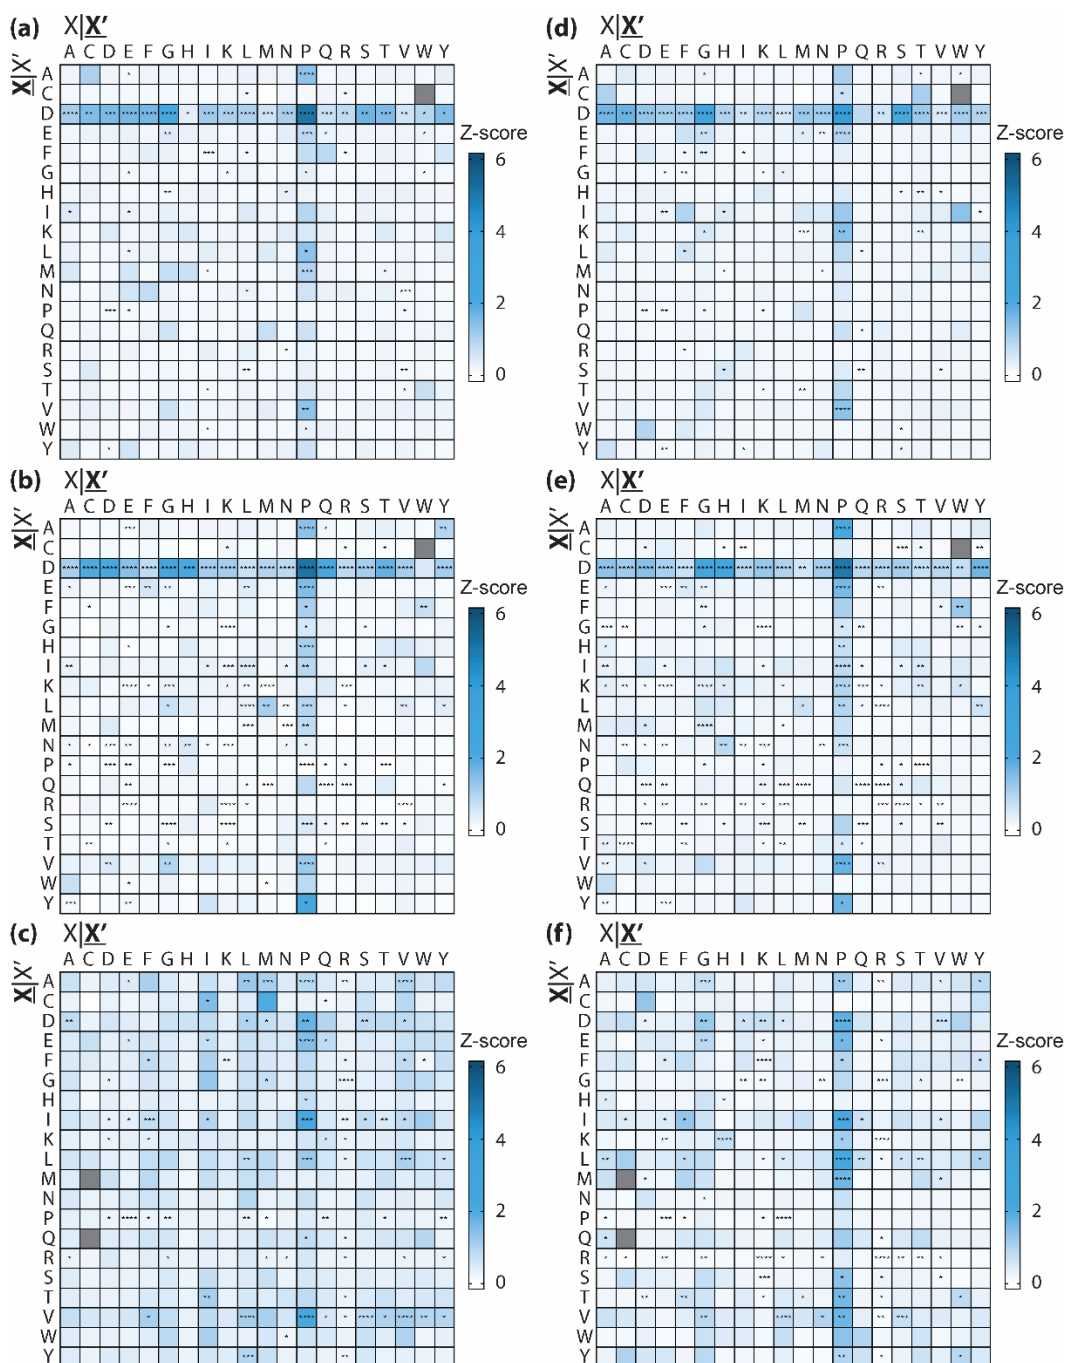 (a) X|X'
A C D E F G H I K L M N P Q R S T V W Y
X|X'
A
C
D
E
F
G
H
I
K
L
M
N
P
Q
R
S
T
V
W
Y
Z-score
6
4
2
0
(d) X|X'
A C D E F G H I K L M N P Q R S T V W Y
X|X'
A
C
D
E
F
G
H
I
K
L
M
N
P
Q
R
S
T
V
W
Y
Z-score
6
4
2
0
(b) X|X'
A C D E F G H I K L M N P Q R S T V W Y
X|X'
A
C
D
E
F
G
H
I
K
L
M
N
P
Q
R
S
T
V
W
Y
Z-score
6
4
2
0
(e) X|X'
A C D E F G H I K L M N P Q R S T V W Y
X|X'
A
C
D
E
F
G
H
I
K
L
M
N
P
Q
R
S
T
V
W
Y
Z-score
6
4
2
0
(c) X|X'
A C D E F G H I K L M N P Q R S T V W Y
X|X'
A
C
D
E
F
G
H
I
K
L
M
N
P
Q
R
S
T
V
W
Y
Z-score
6
4
2
0
(f) X|X'
A C D E F G H I K L M N P Q R S T V W Y
X|X'
A
C
D
E
F
G
H
I
K
L
M
N
P
Q
R
S
T
V
W
Y
Z-score
6
4
2
0